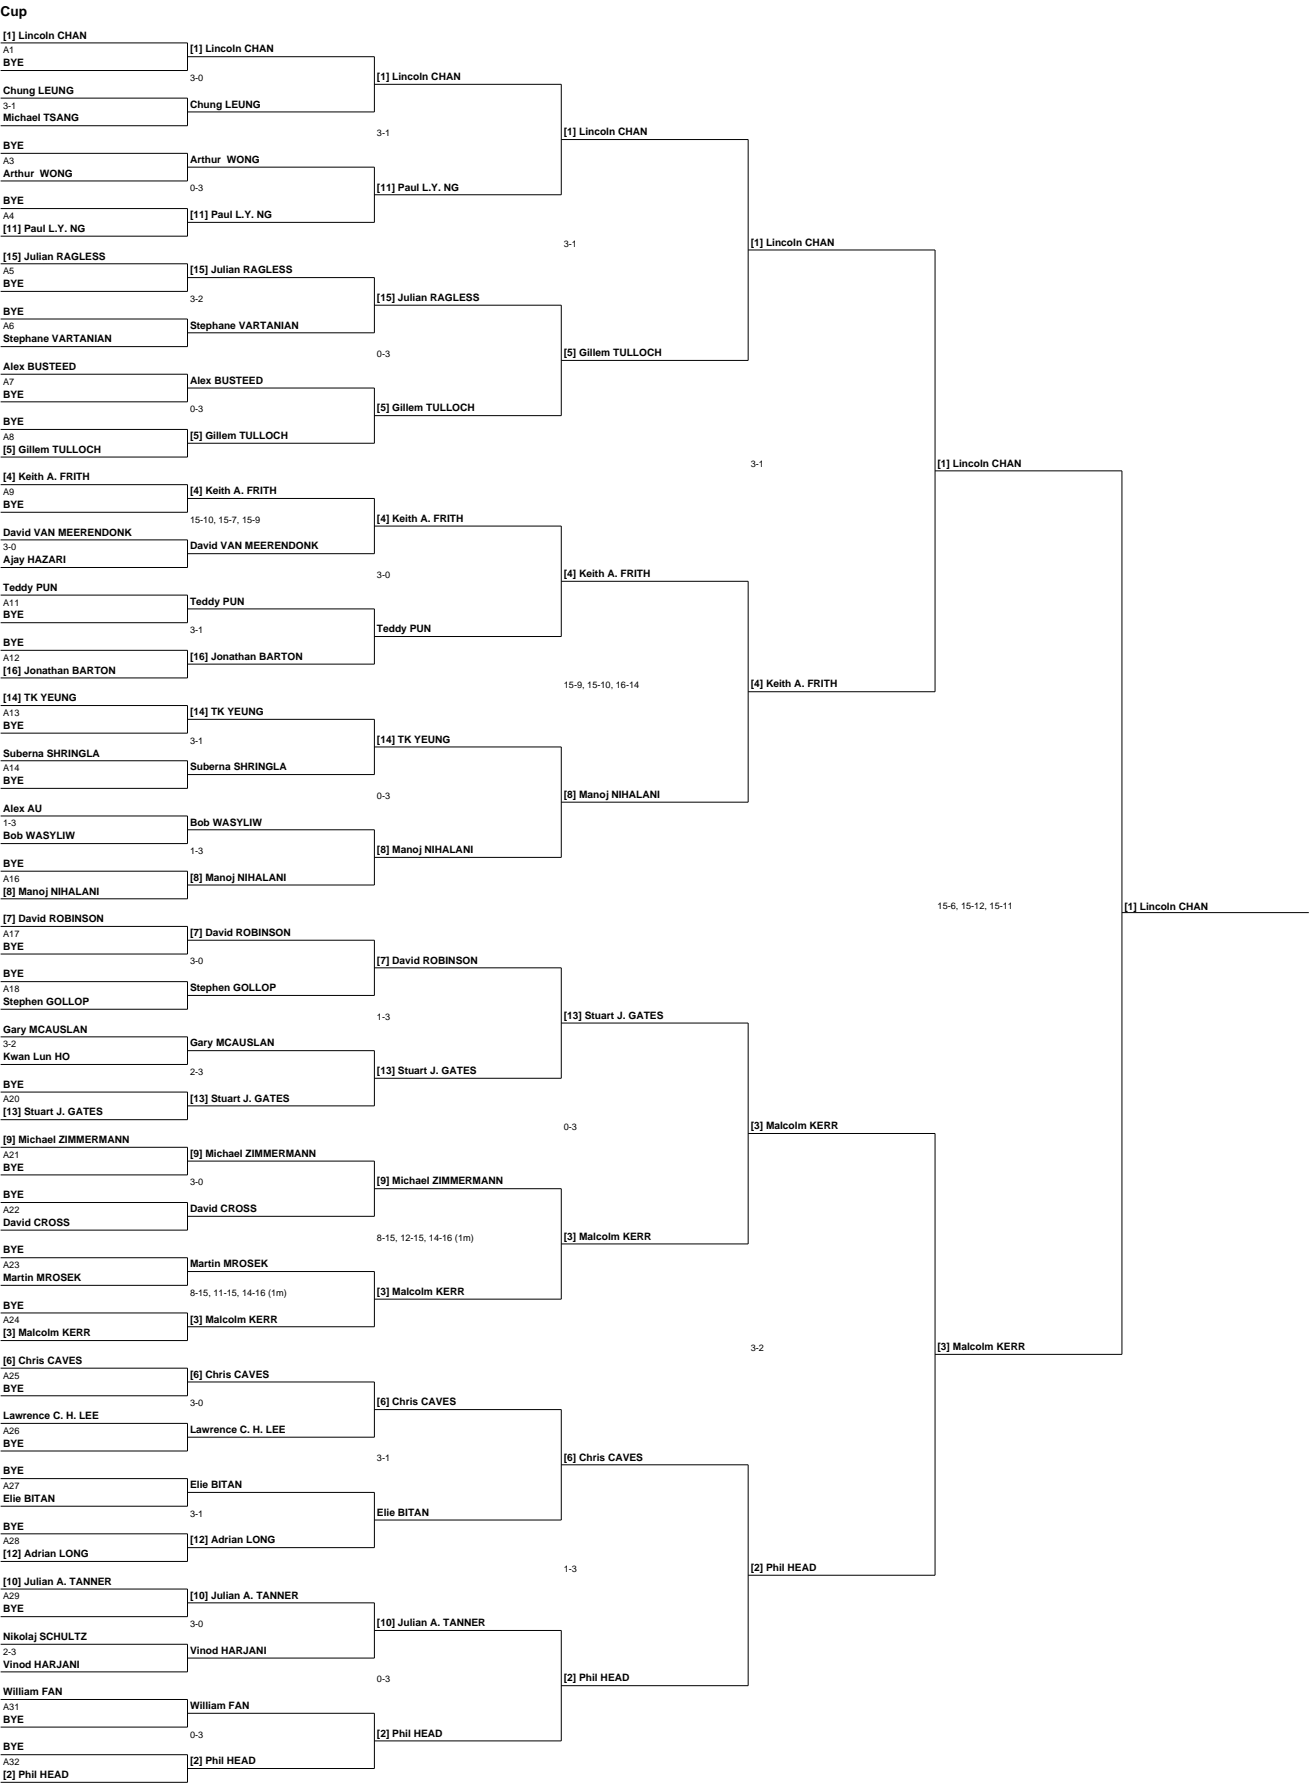 Cup
[1] Lincoln CHAN
A1
[1] Lincoln CHAN
BYE
3-0
[1] Lincoln CHAN
Chung LEUNG
3-1
Chung LEUNG
Michael TSANG
3-1
[1] Lincoln CHAN
BYE
A3
Arthur  WONG
Arthur  WONG
0-3
[11] Paul L.Y. NG
BYE
A4
[11] Paul L.Y. NG
[11] Paul L.Y. NG
3-1
[1] Lincoln CHAN
[15] Julian RAGLESS
A5
[15] Julian RAGLESS
BYE
3-2
[15] Julian RAGLESS
BYE
A6
Stephane VARTANIAN
Stephane VARTANIAN
0-3
[5] Gillem TULLOCH
Alex BUSTEED
A7
Alex BUSTEED
BYE
0-3
[5] Gillem TULLOCH
BYE
A8
[5] Gillem TULLOCH
[5] Gillem TULLOCH
3-1
[1] Lincoln CHAN
[4] Keith A. FRITH
A9
[4] Keith A. FRITH
BYE
15-10, 15-7, 15-9
[4] Keith A. FRITH
David VAN MEERENDONK
3-0
David VAN MEERENDONK
Ajay HAZARI
3-0
[4] Keith A. FRITH
Teddy PUN
A11
Teddy PUN
BYE
3-1
Teddy PUN
BYE
A12
[16] Jonathan BARTON
[16] Jonathan BARTON
15-9, 15-10, 16-14
[4] Keith A. FRITH
[14] TK YEUNG
A13
[14] TK YEUNG
BYE
3-1
[14] TK YEUNG
Suberna SHRINGLA
A14
Suberna SHRINGLA
BYE
0-3
[8] Manoj NIHALANI
Alex AU
1-3
Bob WASYLIW
Bob WASYLIW
1-3
[8] Manoj NIHALANI
BYE
A16
[8] Manoj NIHALANI
[8] Manoj NIHALANI
15-6, 15-12, 15-11
[1] Lincoln CHAN
[7] David ROBINSON
A17
[7] David ROBINSON
BYE
3-0
[7] David ROBINSON
BYE
A18
Stephen GOLLOP
Stephen GOLLOP
1-3
[13] Stuart J. GATES
Gary MCAUSLAN
3-2
Gary MCAUSLAN
Kwan Lun HO
2-3
[13] Stuart J. GATES
BYE
A20
[13] Stuart J. GATES
[13] Stuart J. GATES
0-3
[3] Malcolm KERR
[9] Michael ZIMMERMANN
A21
[9] Michael ZIMMERMANN
BYE
3-0
[9] Michael ZIMMERMANN
BYE
A22
David CROSS
David CROSS
8-15, 12-15, 14-16 (1m)
[3] Malcolm KERR
BYE
A23
Martin MROSEK
Martin MROSEK
8-15, 11-15, 14-16 (1m)
[3] Malcolm KERR
BYE
A24
[3] Malcolm KERR
[3] Malcolm KERR
3-2
[3] Malcolm KERR
[6] Chris CAVES
A25
[6] Chris CAVES
BYE
3-0
[6] Chris CAVES
Lawrence C. H. LEE
A26
Lawrence C. H. LEE
BYE
3-1
[6] Chris CAVES
BYE
A27
Elie BITAN
Elie BITAN
3-1
Elie BITAN
BYE
A28
[12] Adrian LONG
[12] Adrian LONG
1-3
[2] Phil HEAD
[10] Julian A. TANNER
A29
[10] Julian A. TANNER
BYE
3-0
[10] Julian A. TANNER
Nikolaj SCHULTZ
2-3
Vinod HARJANI
Vinod HARJANI
0-3
[2] Phil HEAD
William FAN
A31
William FAN
BYE
0-3
[2] Phil HEAD
BYE
A32
[2] Phil HEAD
[2] Phil HEAD